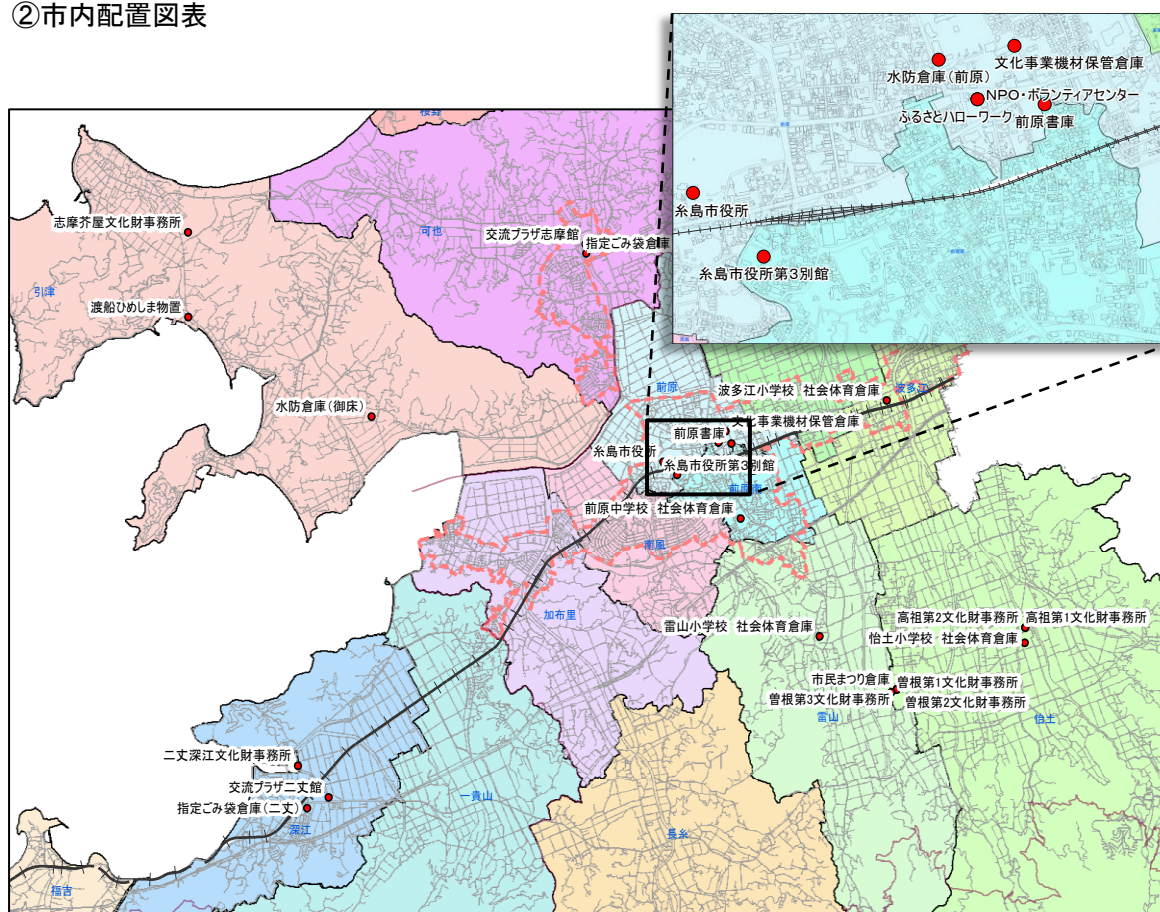 ②市内配置図表
文化事業機材保管倉庫
水防倉庫(前原)
NPO・ボランティアセンター
ふるさとハローワーク
前原書庫
糸島市役所
糸島市役所第3別館
桜野
志摩芥屋文化財事務所
可也
交流プラザ志摩館
指定ごみ袋倉庫
引津
渡船ひめしま物置
前原
波多江小学校 社会体育倉庫
波多江
水防倉庫(御床)
文化事業機材保管倉庫
前原書庫
糸島市役所
糸島市役所第3別館
前原南
前原中学校 社会体育倉庫
南風
加布里
雷山小学校 社会体育倉庫
高祖第2文化財事務所
高祖第1文化財事務所
怡土小学校 社会体育倉庫
市民まつり倉庫
曽根第1文化財事務所
曽根第3文化財事務所
曽根第2文化財事務所
雷山
怡土
二丈深江文化財事務所
交流プラザ二丈館
指定ごみ袋倉庫(二丈)
一貴山
深江
長糸
福吉